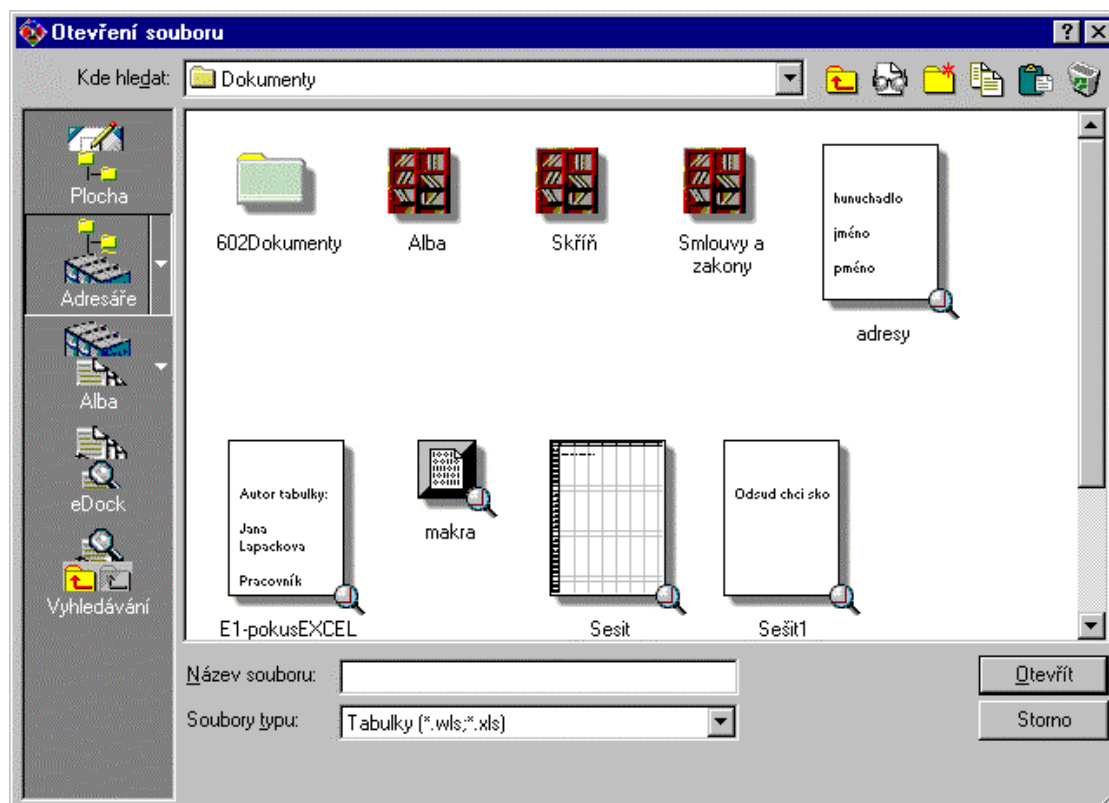 Otevření souboru
Kde hledat:
Dokumenty
Plocha
Adresáře
Alba
eDock
Vyhledávání
602Dokumenty
Alba
Skříň
Smlouvy a
zakony
hunuchadlo
jméno
pméno
adresy
Autor tabulky:
Jana
Lapackova
Pracovník
E1-pokusEXCEL
makra
Sesit
Odsud chci sko
Sešit1
Název souboru:
Otevřít
Soubory typu:
Tabulky (*.wls;*.xls)
Storno